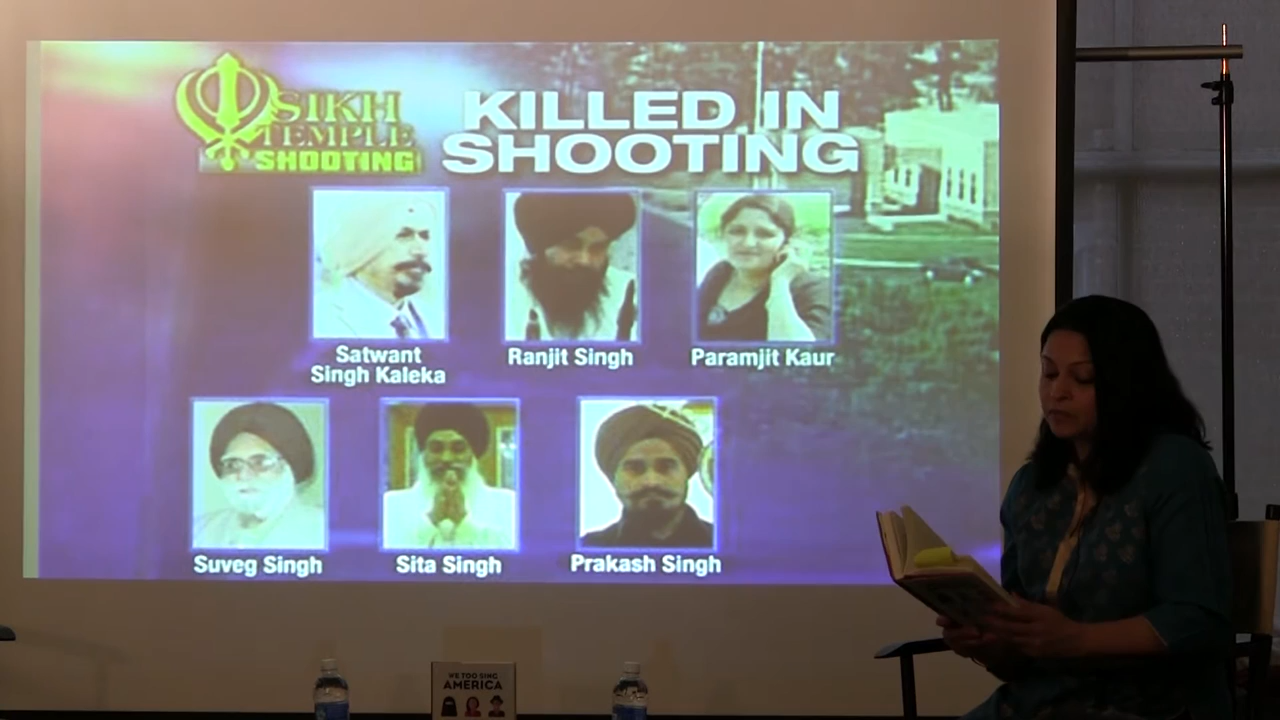 SIKH
TEMPLE
SHOOTING
KILLED IN
SHOOTING
Satwant
Singh Kaleka
Ranjit Singh
Paramjit Kaur
Suveg Singh
Sita Singh
Prakash Singh
WE TOO SING
AMERICA